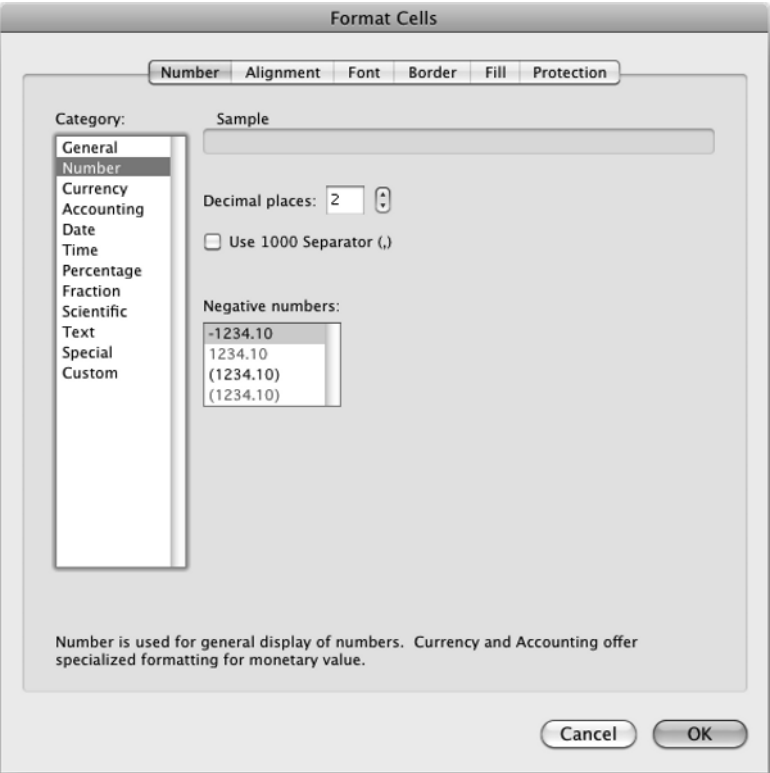 Format Cells
Number Alignment Font Border Fill Protection
Category:
General
Number
Currency
Accounting
Date
Time
Percentage
Fraction
Scientific
Text
Special
Custom
Sample
Decimal places: 2
Use 1000 Separator (,)
Negative numbers:
-1234.10
1234.10
(1234.10)
(1234.10)
Number is used for general display of numbers.  Currency and Accounting offer
specialized formatting for monetary value.
Cancel OK